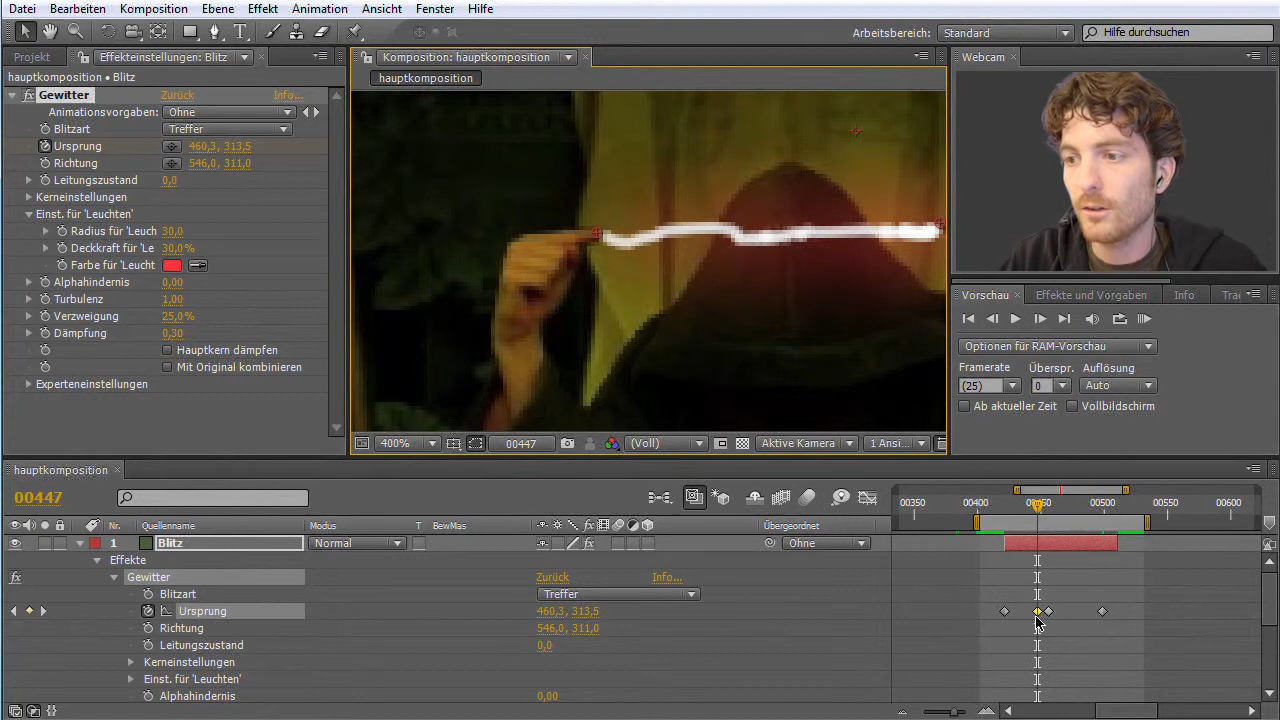 Datei Bearbeiten Komposition Ebene Effekt Animation Ansicht Fenster Hilfe
Arbeitsbereich: Standard Hilfe durchsuchen
Projekt Effekteinstellungen: Blitz Komposition: hauptkomposition Webcam
hauptkomposition • Blitz hauptkomposition
fx Gewitter Zurück Info...
Animationsvorgaben: Ohne
Blitzart Treffer
Ursprung 460,3, 313,5
Richtung 546,0, 311,0
Leitungszustand 0,0
Kerneinstellungen
Einst. für 'Leuchten'
Radius für 'Leuch 30,0
Deckkraft für 'Le 30,0%
Farbe für 'Leucht
Alphahindernis 0,00
Turbulenz 1,00
Verzweigung 25,0%
Dämpfung 0,30
Hauptkern dämpfen
Mit Original kombinieren
Experteneinstellungen
Vorschau Effekte und Vorgaben Info Trac
Optionen für RAM-Vorschau
Framerate Überspr. Auflösung
(25) 0 Auto
Ab aktueller Zeit Vollbildschirm
400% 00447 (Voll) Aktive Kamera 1 Ansi...
hauptkomposition
00447 00350 00400 00450 00500 00550 00600
Nr. Quellenname Modus T BewMas fx Übergeordnet
1 Blitz Normal fx Ohne
Effekte
fx Gewitter Zurück Info...
Blitzart Treffer
Ursprung 460,3, 313,5
Richtung 546,0, 311,0
Leitungszustand 0,0
Kerneinstellungen
Einst. für 'Leuchten'
Alphahindernis 0,00